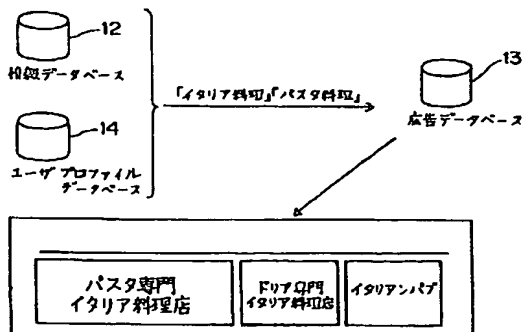 12
データベース
14
ユーザプロファイル
データベース
「イタリア料理」「パスタ料理」
13
広告データベース
パスタ専門
イタリア料理店
ドリア専門
イタリア料理店
イタリアンパブ